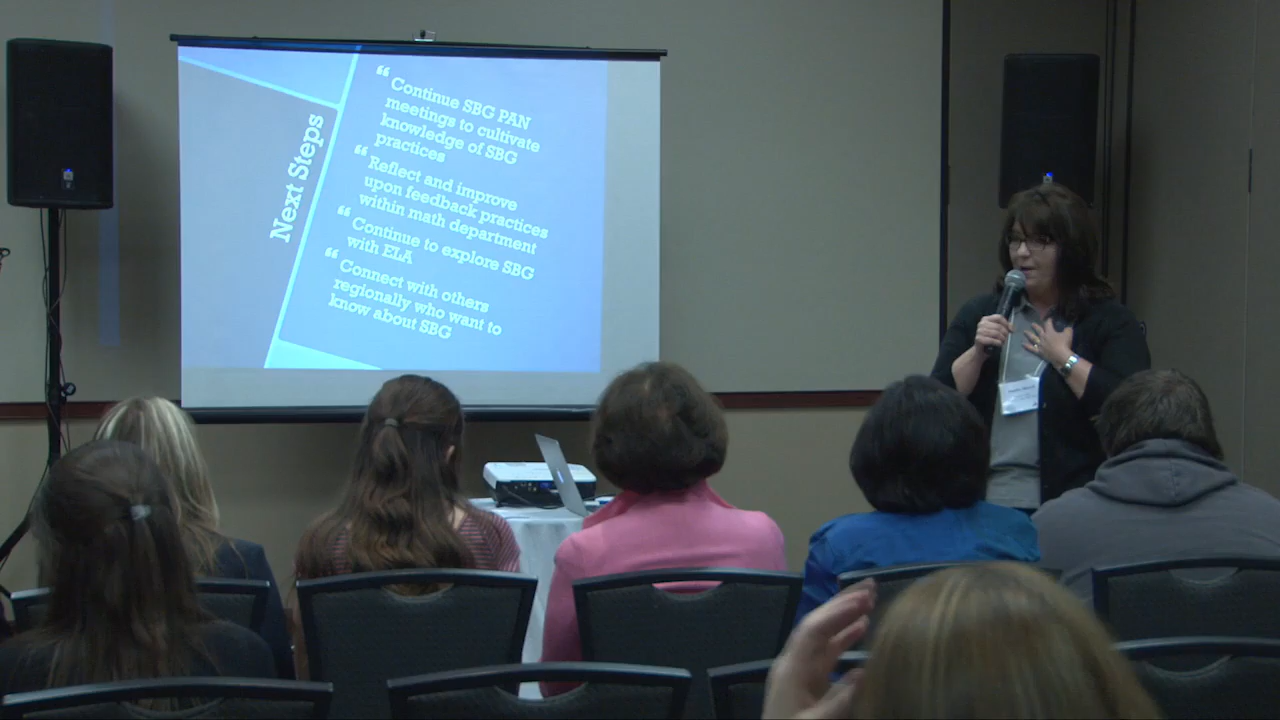 Next Steps
“ Continue SBG PAN
meetings to cultivate
knowledge of SBG
practices
“ Reflect and improve
upon feedback practices
within math department
“ Continue to explore SBG
with ELA
“ Connect with others
regionally who want to
know about SBG